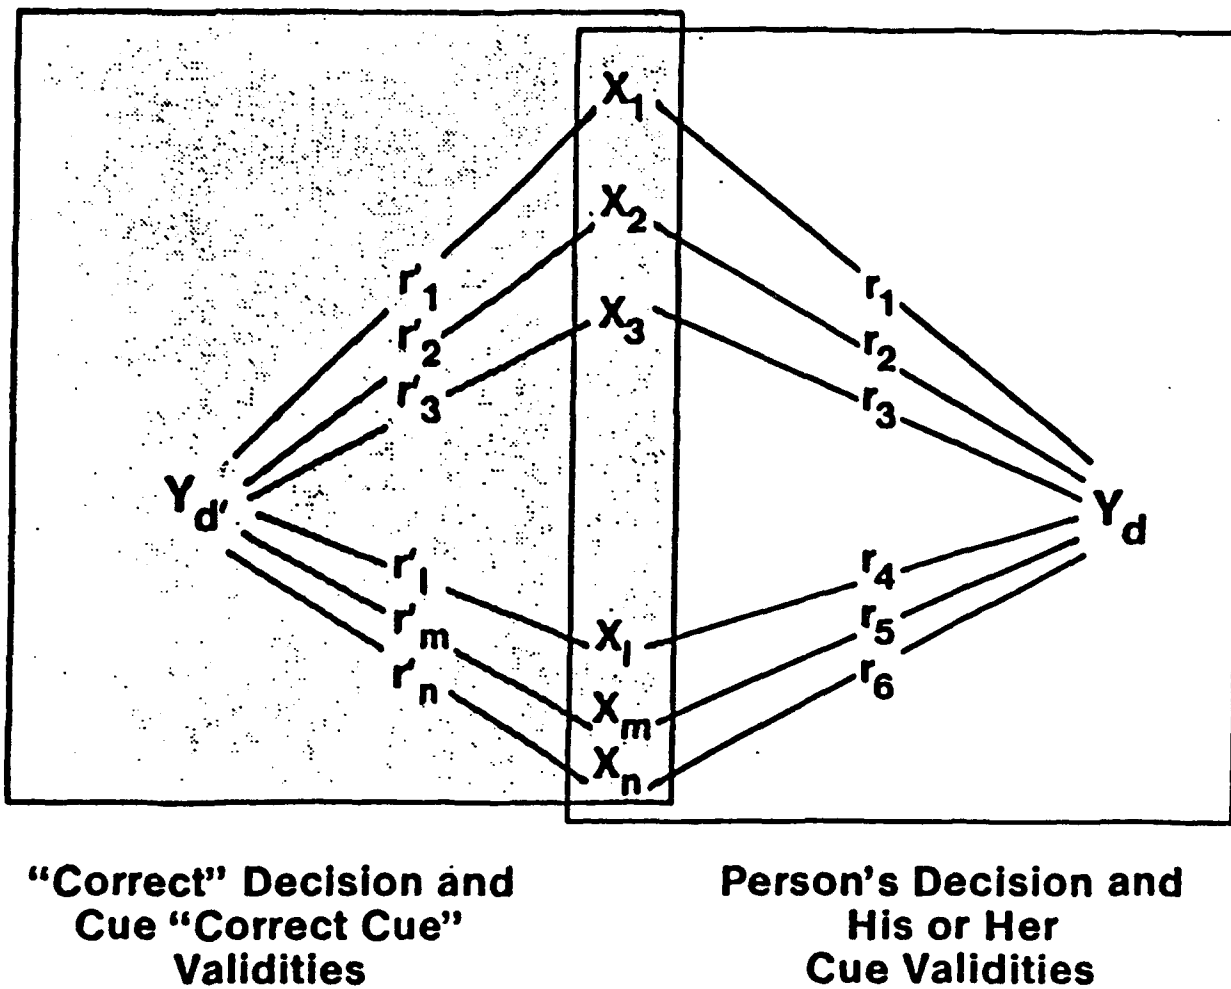 X1
X2
X3
r'1
r'2
r'3
r1
r2
r3
Yd'
Yd
r'l
r'm
r'n
r4
r5
r6
Xl
Xm
Xn
“Correct” Decision and
Cue “Correct Cue”
Validities
Person’s Decision and
His or Her
Cue Validities